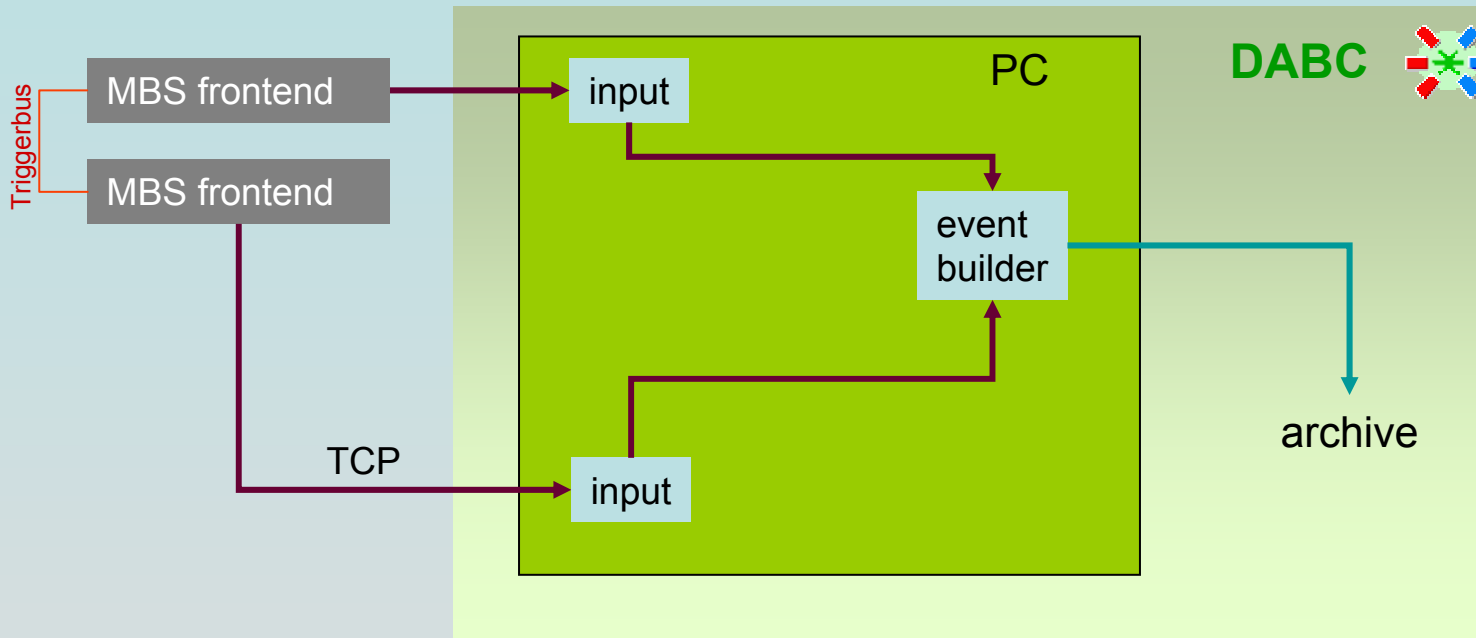 PC
DABC
MBS frontend
input
Triggerbus
MBS frontend
event
builder
archive
TCP
input